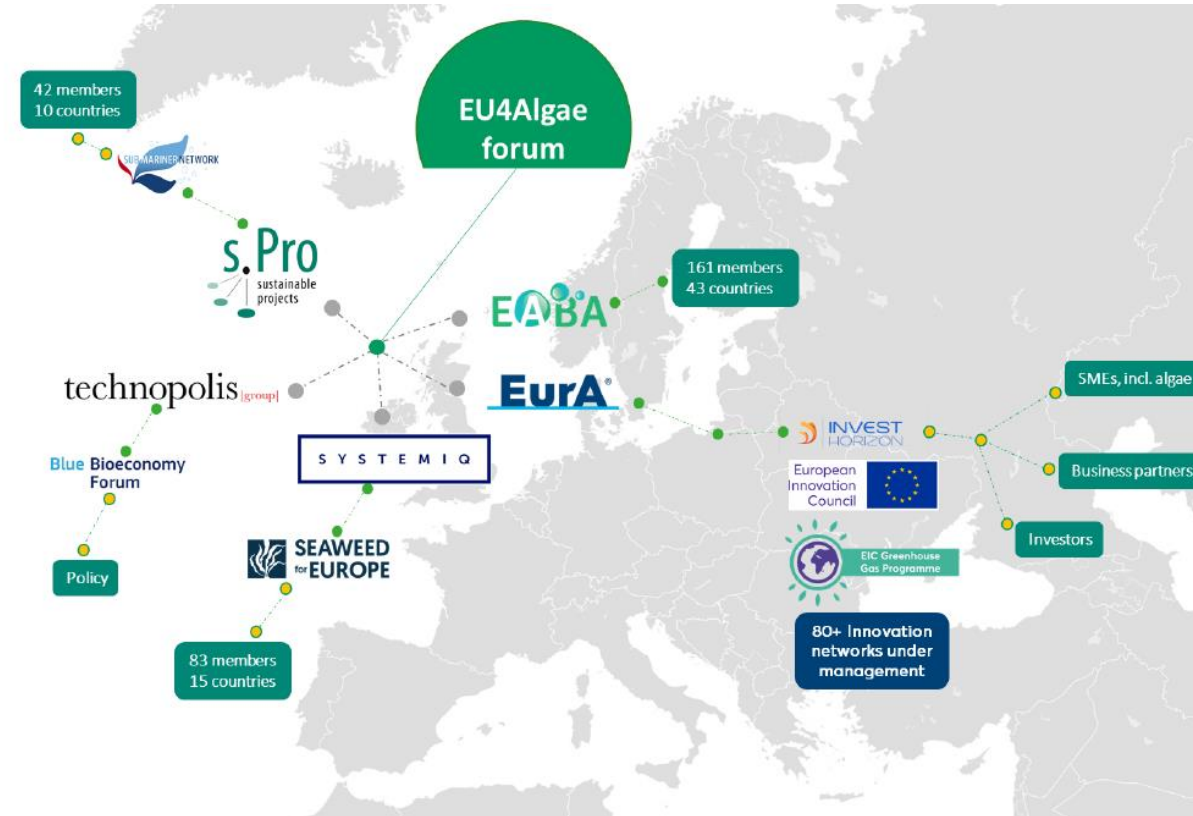 EU4Algae
forum
42 members
10 countries
SUBMARINER NETWORK
s.Pro
sustainable
projects
161 members
43 countries
EABA
technopolis |group|
EurA®
SMEs, incl. algae
INVEST
HORIZON
SYSTEMIQ
Blue Bioeconomy
Forum
European
Innovation
Council
Business partners
SEAWEED
for EUROPE
Investors
EIC Greenhouse
Gas Programme
Policy
80+ Innovation
networks under
management
83 members
15 countries